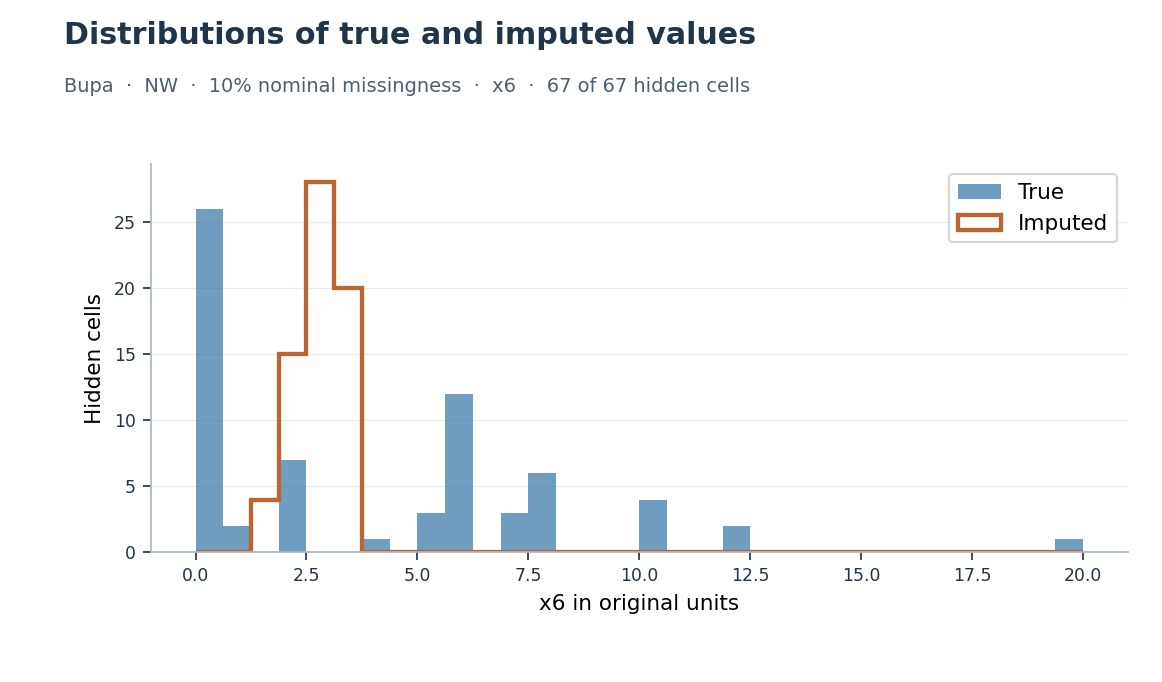 Distributions of true and imputed values
Bupa · NW · 10% nominal missingness · x6 · 67 of 67 hidden cells
True
Imputed
Hidden cells
25
20
15
10
5
0
0.0 2.5 5.0 7.5 10.0 12.5 15.0 17.5 20.0
x6 in original units